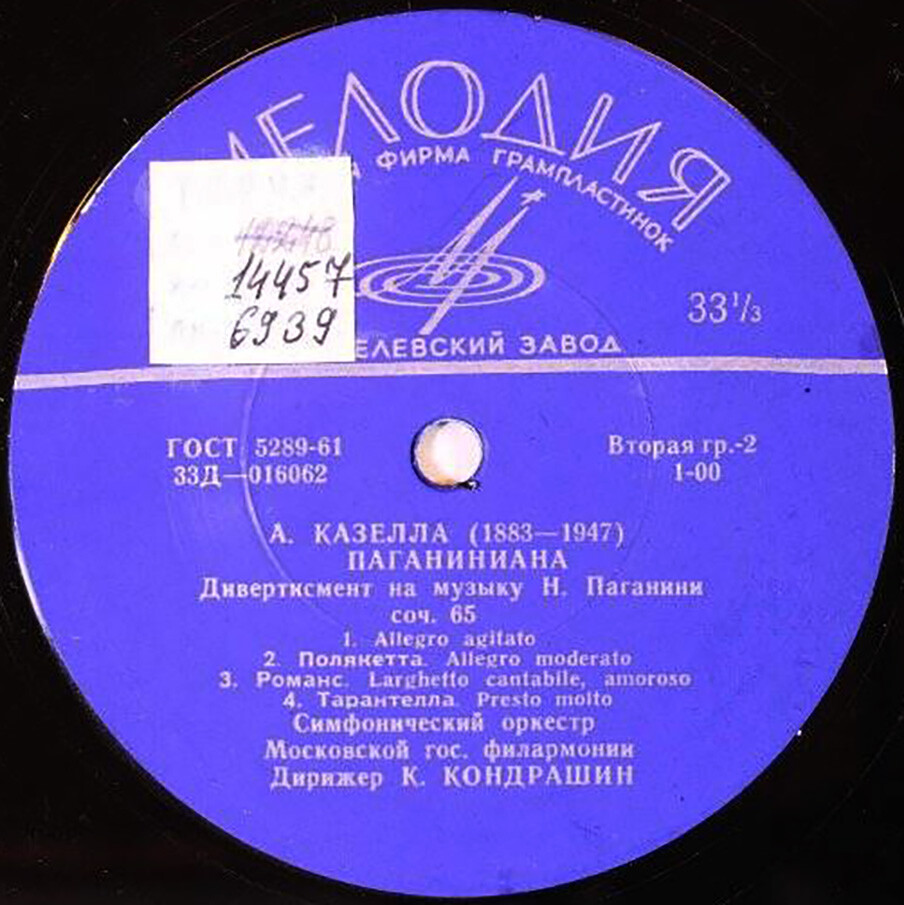 МЕЛОДИЯ
ФИРМА ГРАМПЛАСТИНОК
14457
6939
33⅓
ЕЛЕВСКИЙ ЗАВОД
ГОСТ 5289-61
33Д—016062
Вторая гр.-2
1-00
А. КАЗЕЛЛА (1883—1947)
ПАГАНИНИАНА
Дивертисмент на музыку Н. Паганини
соч. 65
1. Allegro agitato
2. Полякетта. Allegro moderato
3. Романс. Larghetto cantabile, amoroso
4. Тарантелла. Presto molto
Симфонический оркестр
Московской гос. филармонии
Дирижер К. КОНДРАШИН